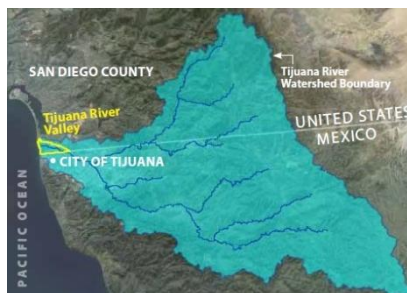 SAN DIEGO COUNTY
Tijuana River
Watershed Boundary
Tijuana River
Valley
UNITED STATES
MEXICO
CITY OF TIJUANA
PACIFIC OCEAN